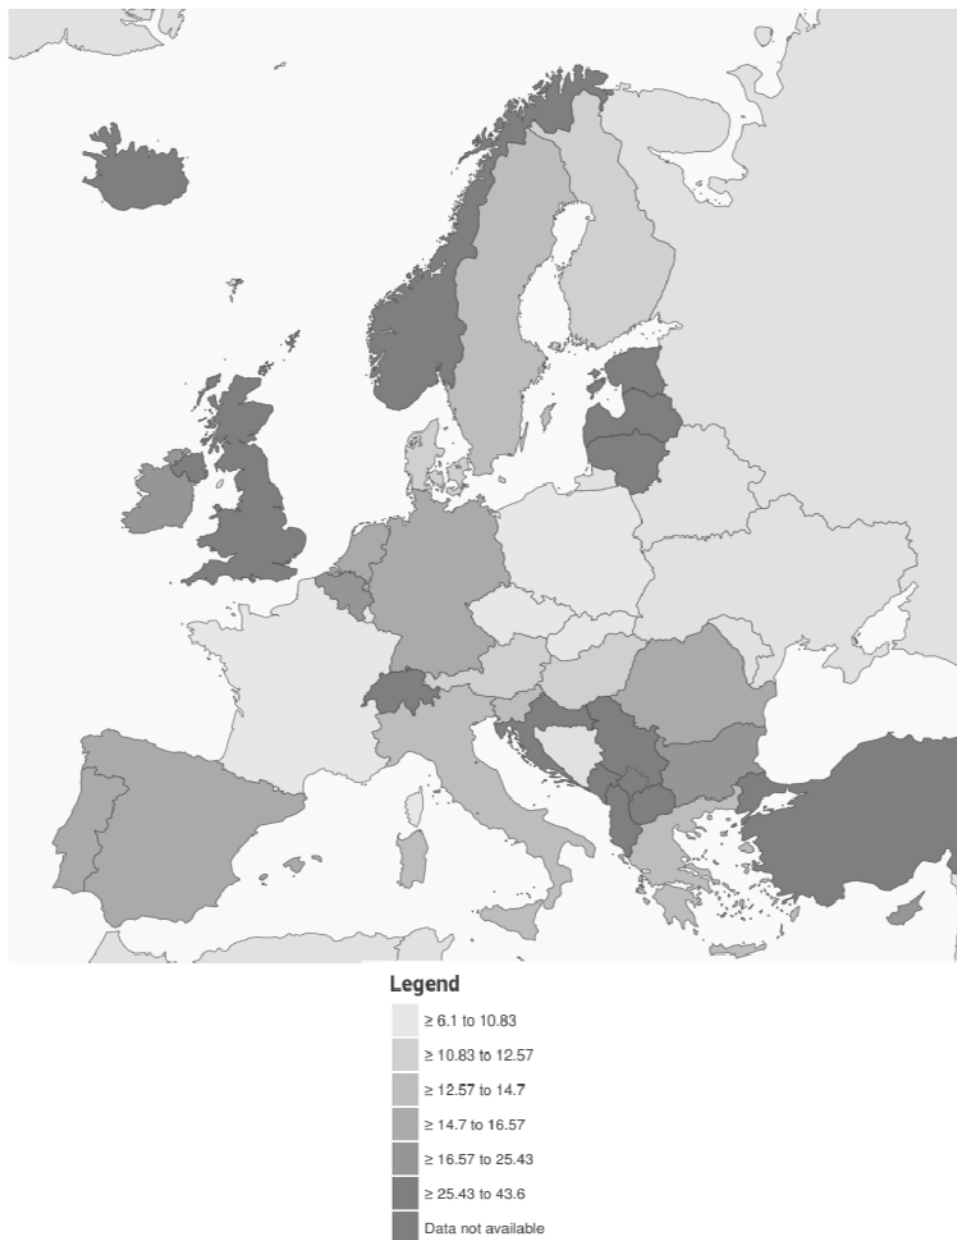 Legend
≥ 6.1 to 10.83
≥ 10.83 to 12.57
≥ 12.57 to 14.7
≥ 14.7 to 16.57
≥ 16.57 to 25.43
≥ 25.43 to 43.6
Data not available